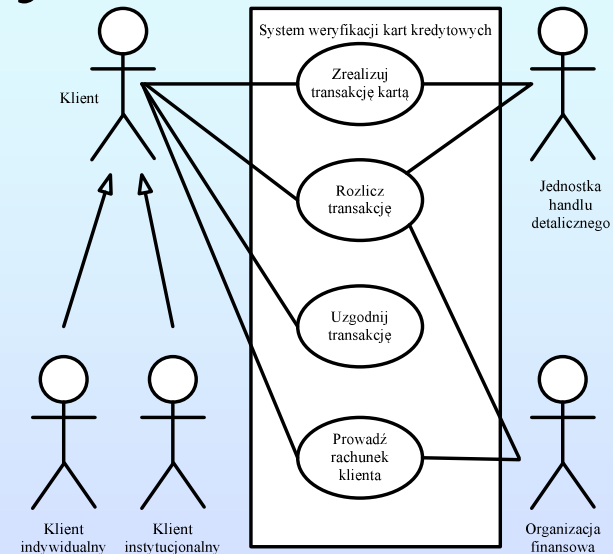 System weryfikacji kart kredytowych
Zrealizuj
transakcję kartą
Klient
Rozlicz
transakcję
Jednostka
handlu
detalicznego
Uzgodnij
transakcję
Prowadź
rachunek
klienta
Klient
indywidualny
Klient
instytucjonalny
Organizacja
finansowa